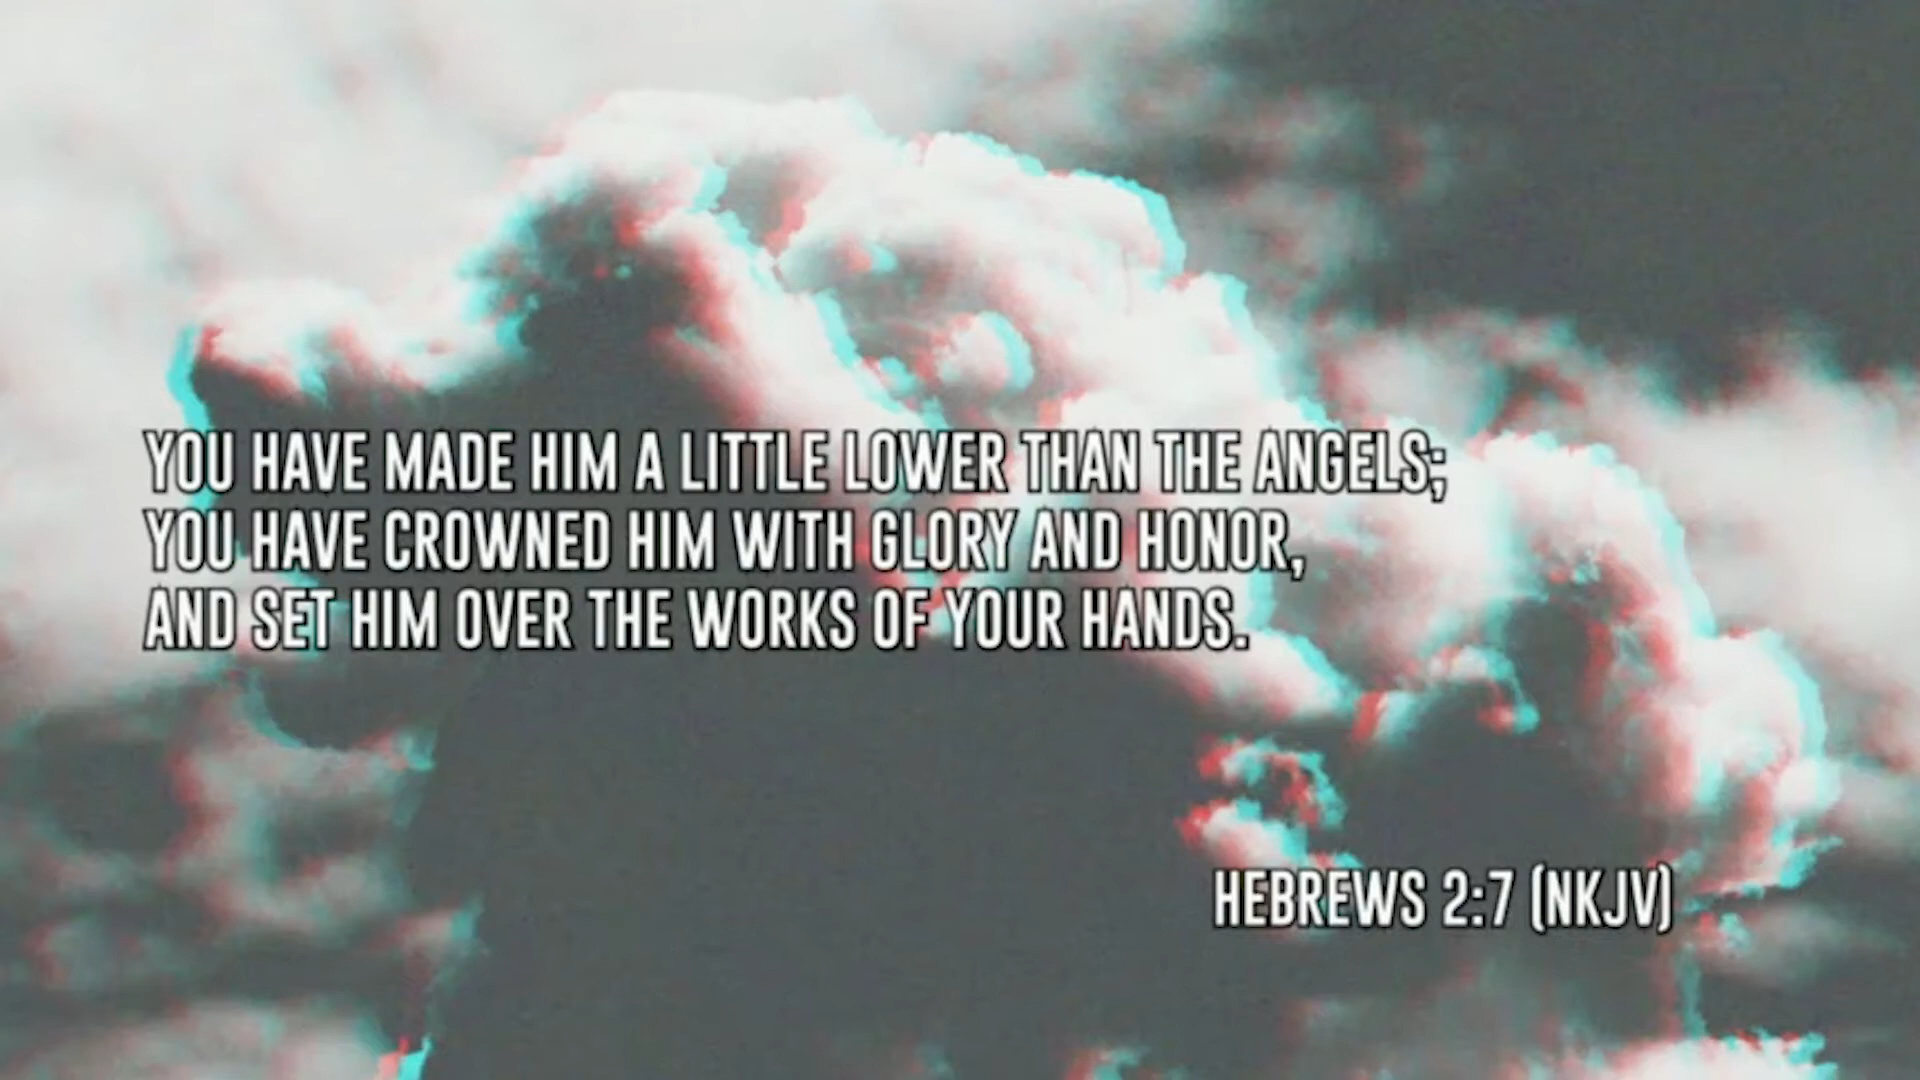 YOU HAVE MADE HIM A LITTLE LOWER THAN THE ANGELS;
YOU HAVE CROWNED HIM WITH GLORY AND HONOR,
AND SET HIM OVER THE WORKS OF YOUR HANDS.
HEBREWS 2:7 (NKJV)